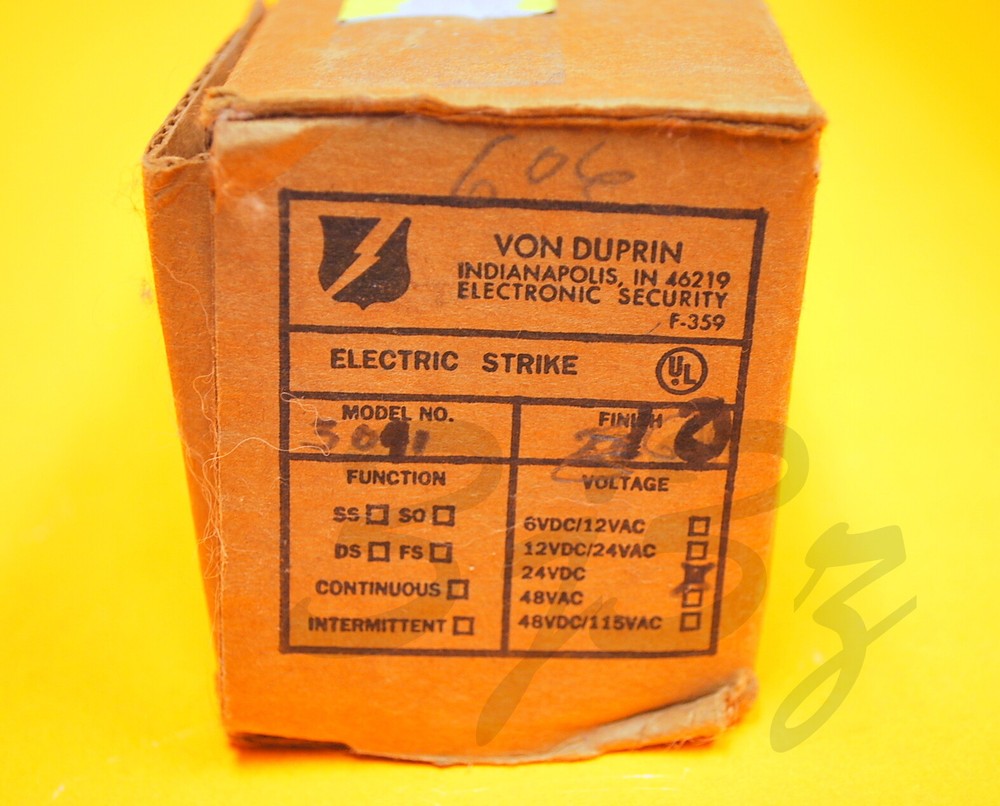 606
VON DUPRIN
INDIANAPOLIS, IN 46219
ELECTRONIC SECURITY
F-359
ELECTRIC STRIKE
UL
MODEL NO.
FINISH
10
FUNCTION
VOLTAGE
SS SO
6VDC/12VAC
DS FS
12VDC/24VAC
24VDC
CONTINUOUS
48VAC
INTERMITTENT
48VDC/115VAC